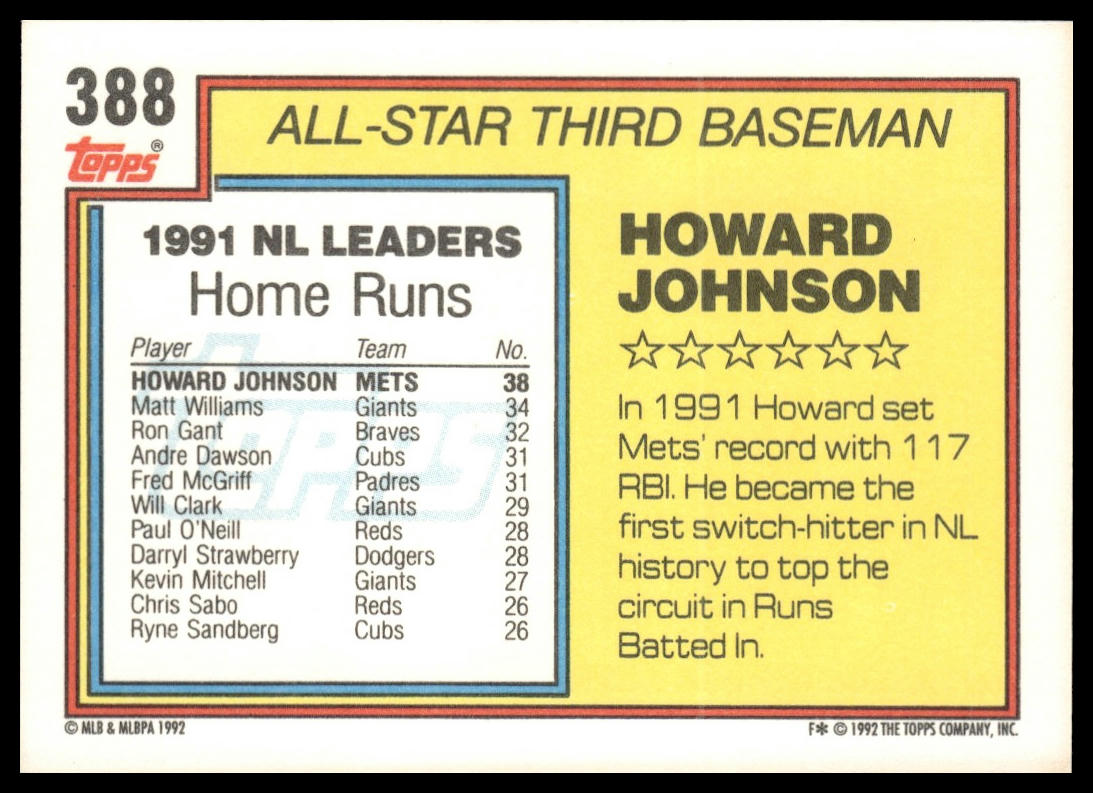 388
topps®
ALL-STAR THIRD BASEMAN
1991 NL LEADERS
Home Runs
Player Team No.
HOWARD JOHNSON METS 38
Matt Williams Giants 34
Ron Gant Braves 32
Andre Dawson Cubs 31
Fred McGriff Padres 31
Will Clark Giants 29
Paul O'Neill Reds 28
Darryl Strawberry Dodgers 28
Kevin Mitchell Giants 27
Chris Sabo Reds 26
Ryne Sandberg Cubs 26
topps
HOWARD
JOHNSON
☆☆☆☆☆☆
In 1991 Howard set
Mets' record with 117
RBI. He became the
first switch-hitter in NL
history to top the
circuit in Runs
Batted In.
© MLB & MLBPA 1992
F* © 1992 THE TOPPS COMPANY, INC.